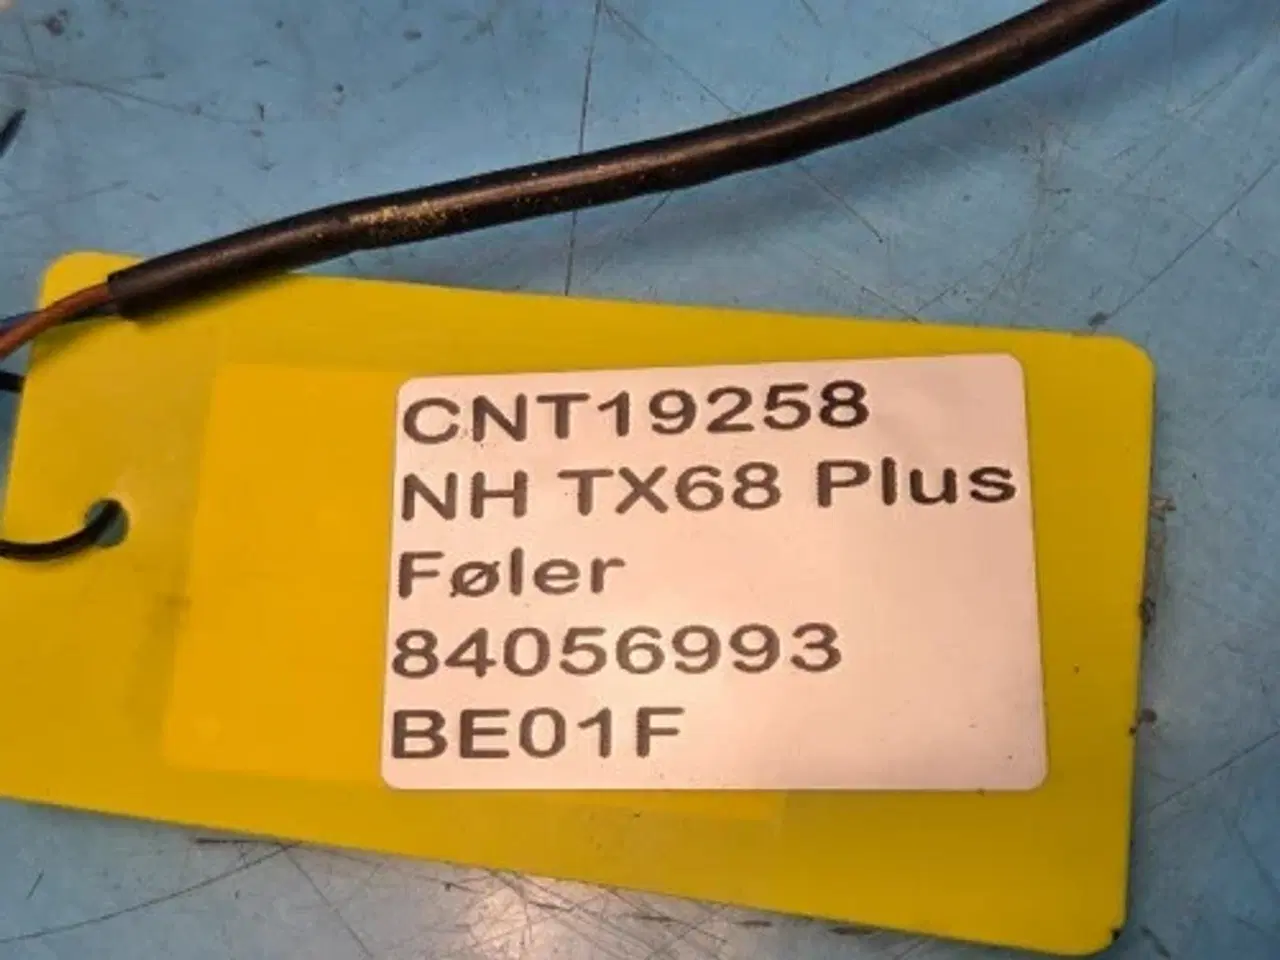 CNT19258
NH TX68 Plus
Føler
84056993
BE01F